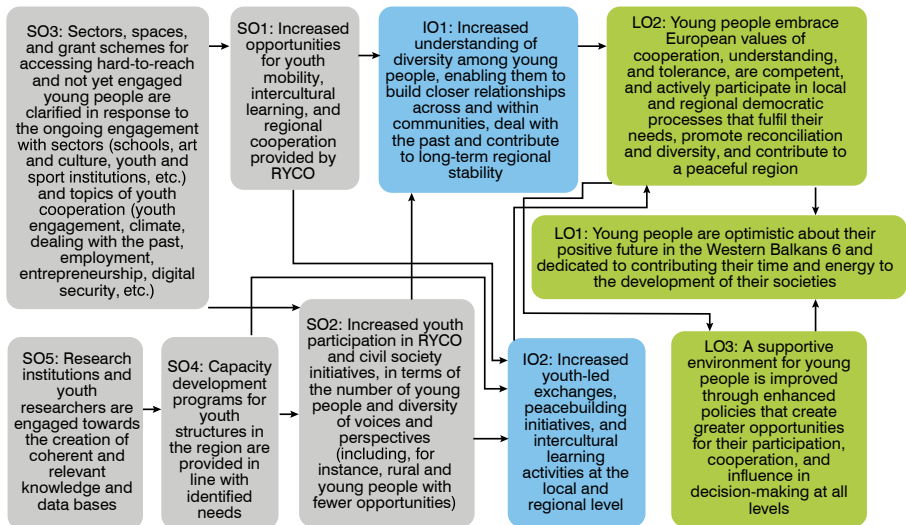 SO3: Sectors, spaces,
and grant schemes for
accessing hard-to-reach
and not yet engaged
young people are
clarified in response to
the ongoing engagement
with sectors (schools, art
and culture, youth and
sport institutions, etc.)
and topics of youth
cooperation (youth
engagement, climate,
dealing with the past,
employment,
entrepreneurship, digital
security, etc.)
SO1: Increased
opportunities
for youth
mobility,
intercultural
learning, and
regional
cooperation
provided by
RYCO
IO1: Increased
understanding of
diversity among young
people, enabling them to
build closer relationships
across and within
communities, deal with
the past and contribute
to long-term regional
stability
LO2: Young people embrace
European values of
cooperation, understanding,
and tolerance, are competent,
and actively participate in local
and regional democratic
processes that fulfil their
needs, promote reconciliation
and diversity, and contribute to
a peaceful region
LO1: Young people are optimistic about their
positive future in the Western Balkans 6 and
dedicated to contributing their time and energy to
the development of their societies
SO5: Research
institutions and
youth
researchers are
engaged towards
the creation of
coherent and
relevant
knowledge and
data bases
SO4: Capacity
development
programs for
youth
structures in
the region are
provided in
line with
identified
needs
SO2: Increased youth
participation in RYCO
and civil society
initiatives, in terms of
the number of young
people and diversity
of voices and
perspectives
(including, for
instance, rural and
young people with
fewer opportunities)
IO2: Increased
youth-led
exchanges,
peacebuilding
initiatives, and
intercultural
learning
activities at the
local and
regional level
LO3: A supportive
environment for young
people is improved
through enhanced
policies that create
greater opportunities
for their participation,
cooperation, and
influence in
decision-making at all
levels